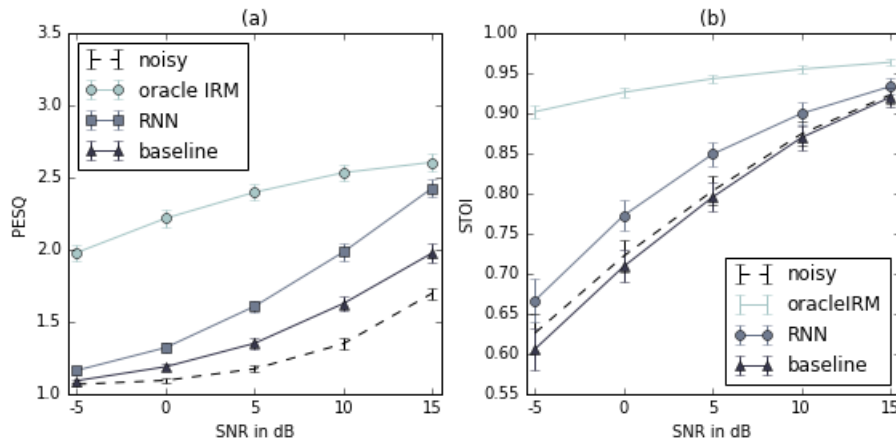 (a)
3.5
3.0
2.5
2.0
1.5
1.0
PESQ
noisy
oracle IRM
RNN
baseline
-5
0
5
10
15
SNR in dB
(b)
1.00
0.95
0.90
0.85
0.80
0.75
0.70
0.65
0.60
0.55
STOI
noisy
oracleIRM
RNN
baseline
-5
0
5
10
15
SNR in dB